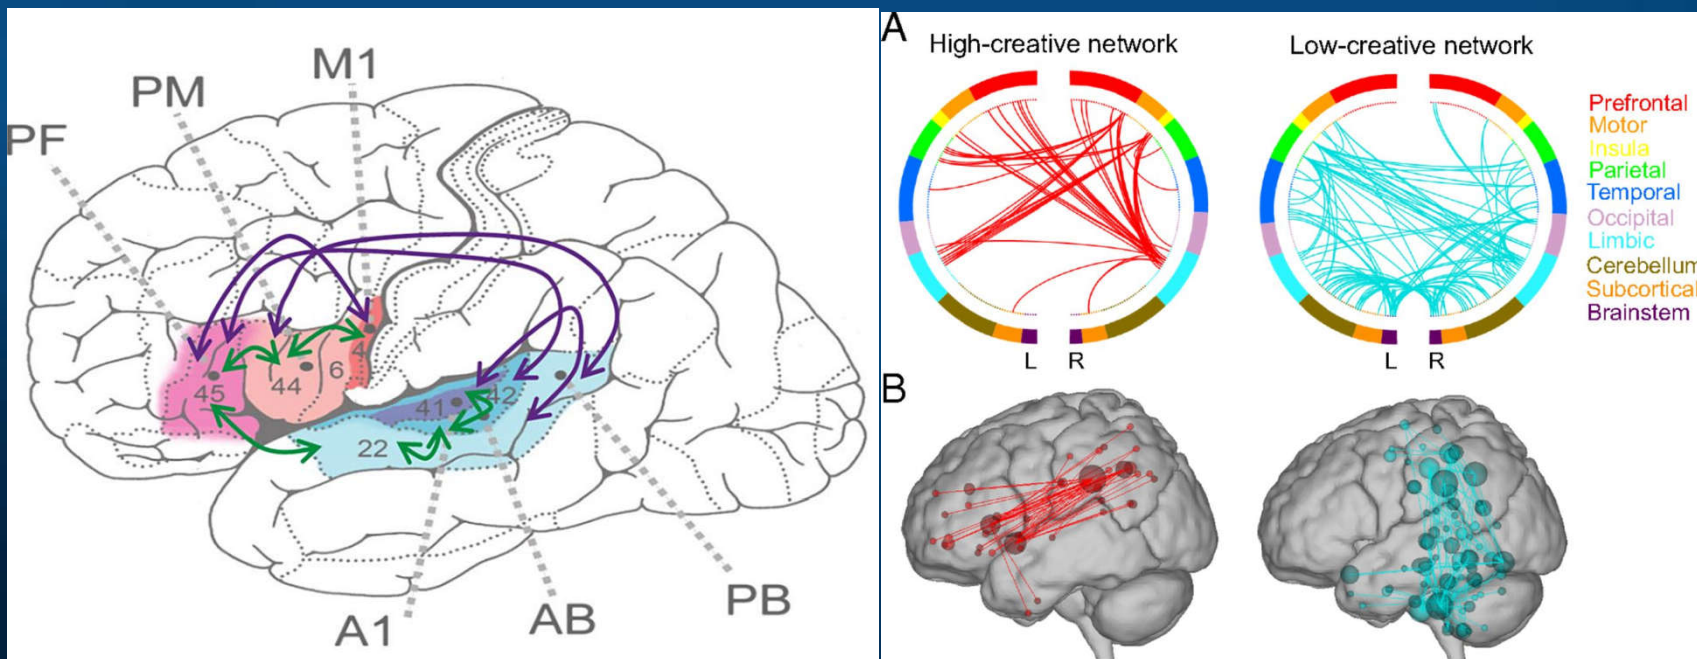 M1
PM
PF
45
44
6
4
41
42
22
A1
AB
PB
A
High-creative network
Low-creative network
Prefrontal
Motor
Insula
Parietal
Temporal
Occipital
Limbic
Cerebellum
Subcortical
Brainstem
L R
L R
B